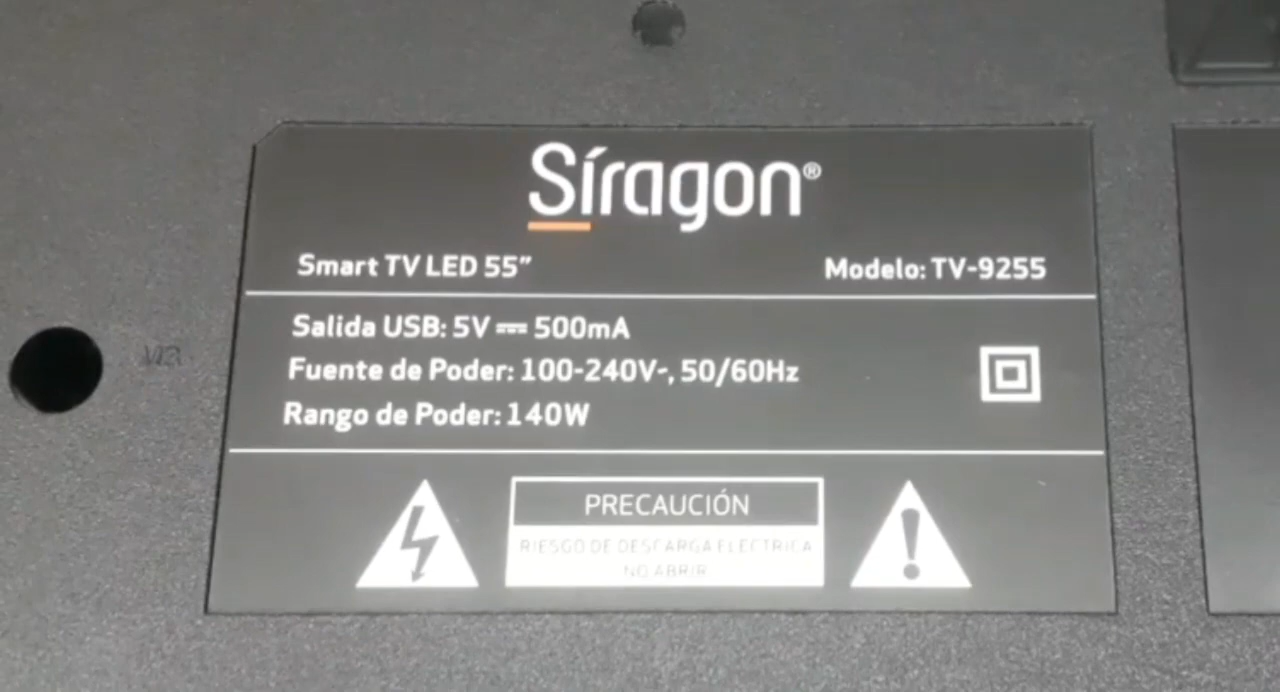 Síragon®
Smart TV LED 55” Modelo: TV-9255
Salida USB: 5V ⎓ 500mA
Fuente de Poder: 100-240V~, 50/60Hz
Rango de Poder: 140W
PRECAUCIÓN
RIESGO DE DESCARGA ELECTRICA
NO ABRIR